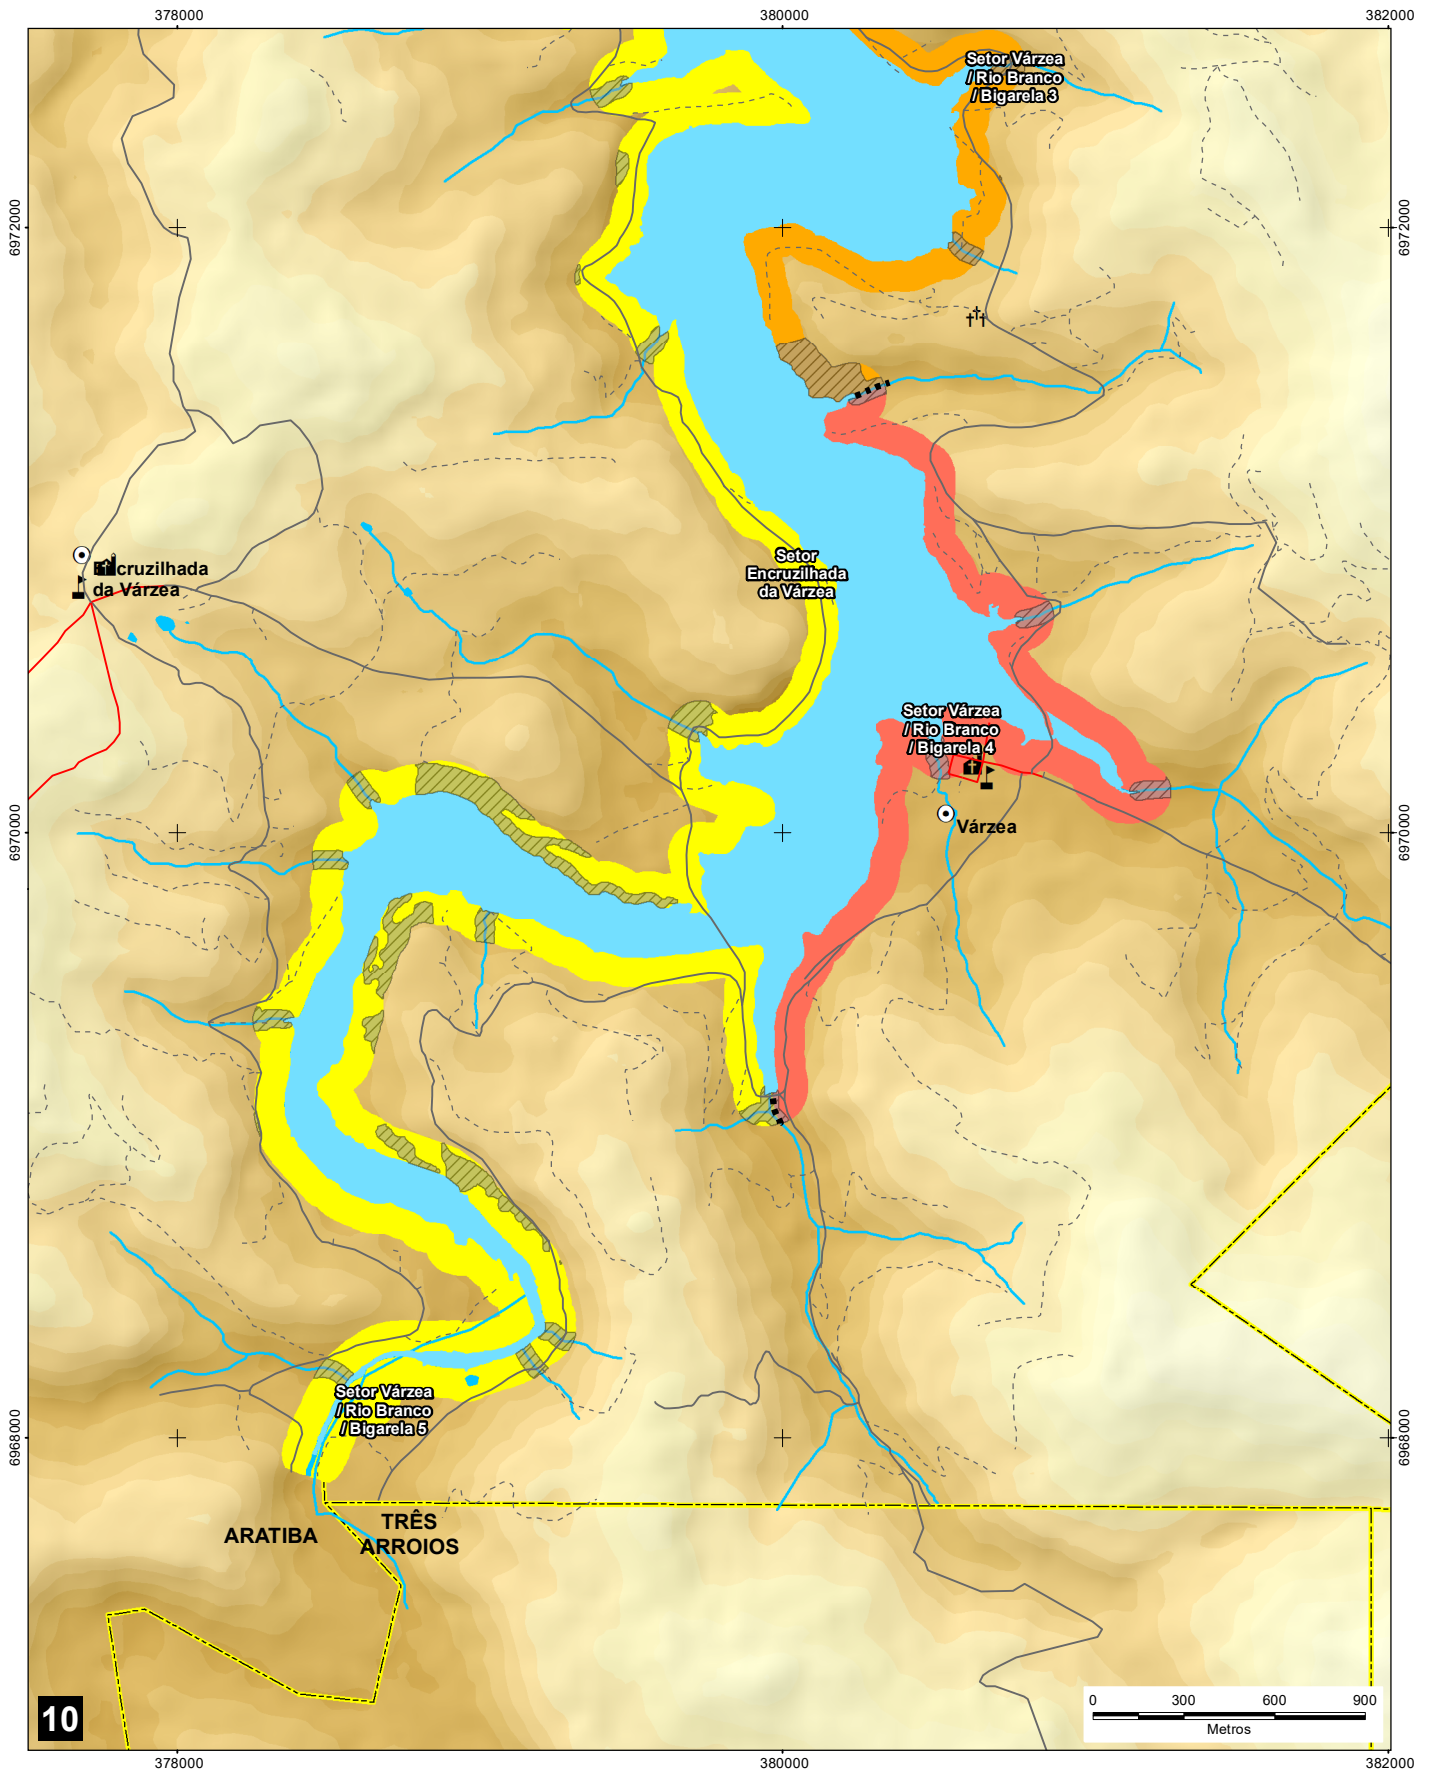 378000
380000
382000
Setor Várzea
/ Rio Branco
/ Bigarela 3
6972000
6972000
Setor
Encruzilhada
da Várzea
Encruzilhada
da Várzea
Setor Várzea
/ Rio Branco
/ Bigarela 4
Várzea
6970000
6970000
Setor Várzea
/ Rio Branco
/ Bigarela 5
6968000
6968000
ARATIBA
TRÊS
ARROIOS
10
0 300 600 900
Metros
378000
380000
382000